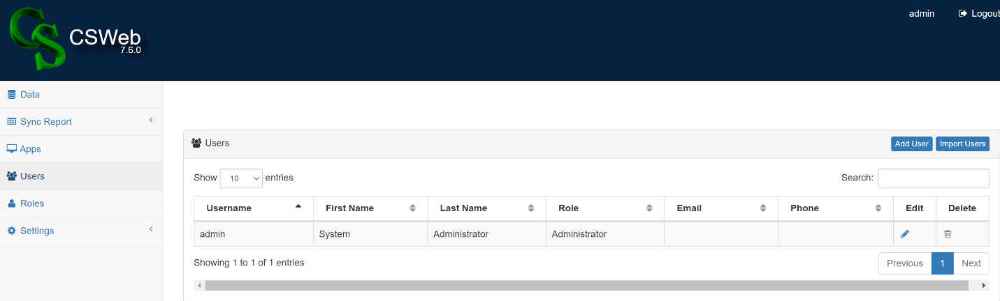 admin Logout
CS CSWeb
7.6.0
Data
Sync Report
Apps
Users
Roles
Settings
Users Add User Import Users
Show 10 entries Search:
Username First Name Last Name Role Email Phone Edit Delete
admin System Administrator Administrator
Showing 1 to 1 of 1 entries Previous 1 Next